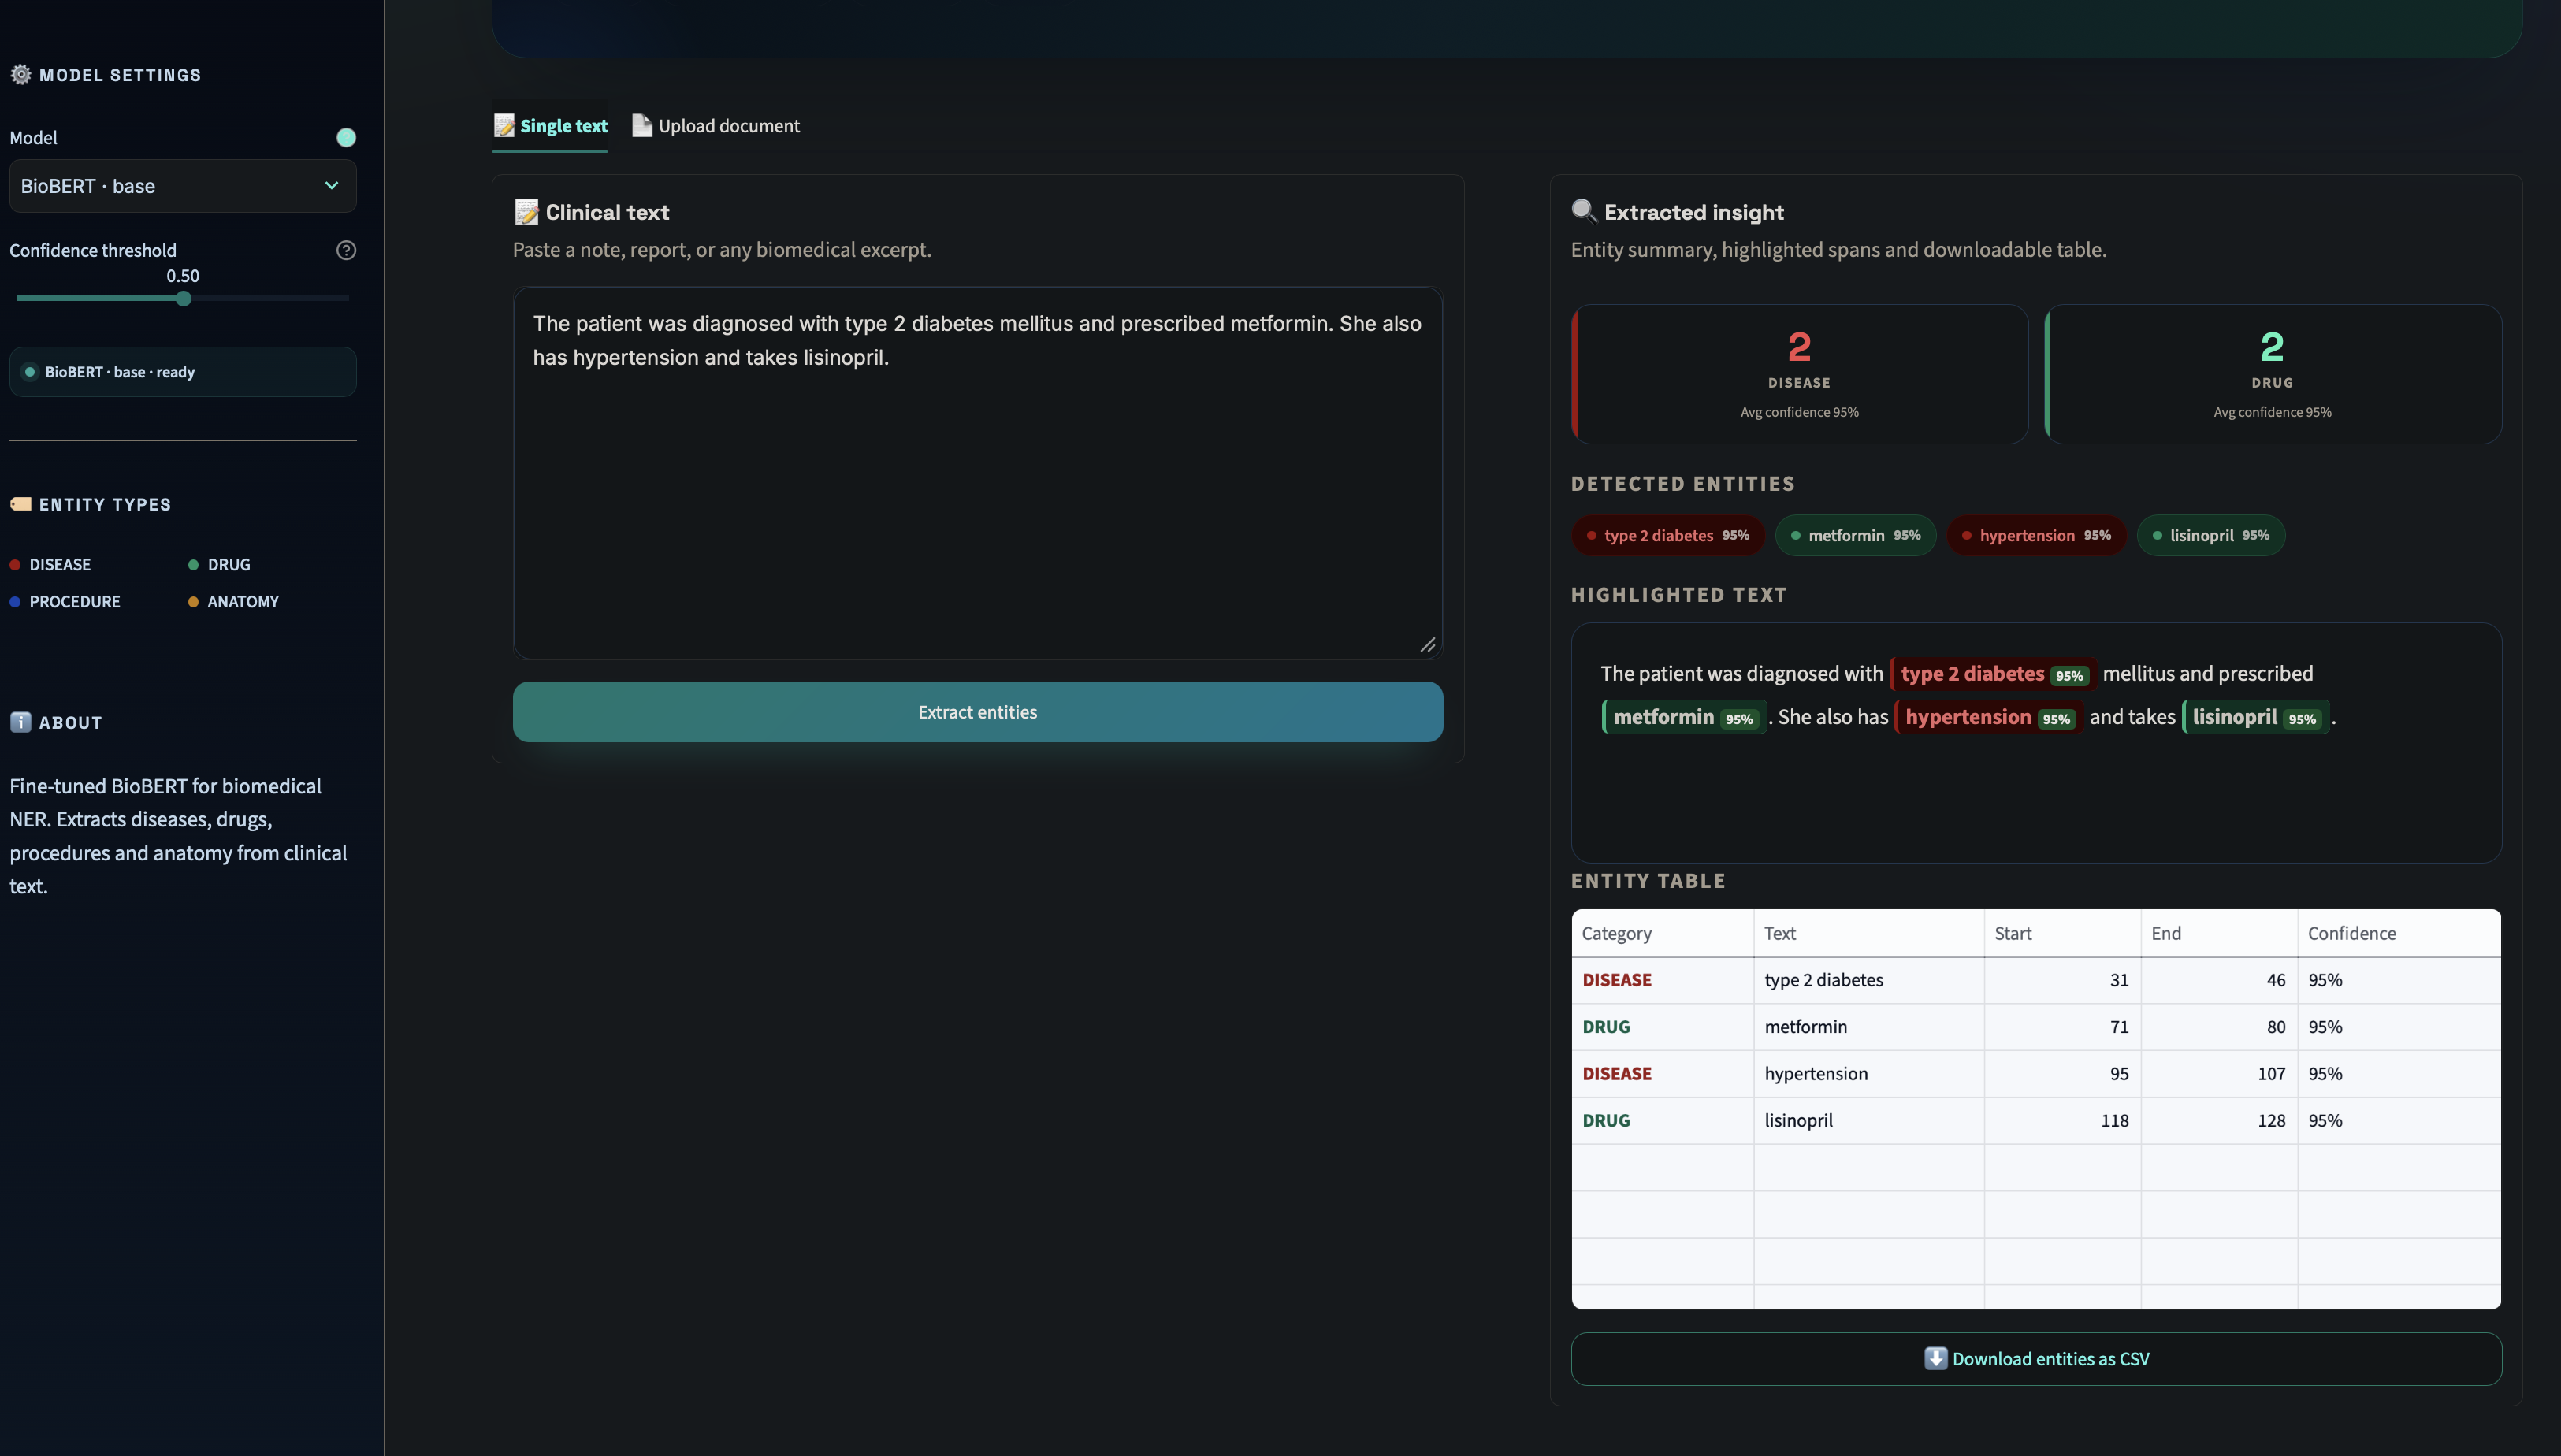 ⚙️ MODEL SETTINGS
Model
BioBERT · base
Confidence threshold
0.50
BioBERT · base · ready
🏷️ ENTITY TYPES
DISEASE
DRUG
PROCEDURE
ANATOMY
ℹ️ ABOUT
Fine-tuned BioBERT for biomedical
NER. Extracts diseases, drugs,
procedures and anatomy from clinical
text.
📝 Single text
📄 Upload document
📝 Clinical text
Paste a note, report, or any biomedical excerpt.
The patient was diagnosed with type 2 diabetes mellitus and prescribed metformin. She also
has hypertension and takes lisinopril.
Extract entities
🔍 Extracted insight
Entity summary, highlighted spans and downloadable table.
2
DISEASE
Avg confidence 95%
2
DRUG
Avg confidence 95%
DETECTED ENTITIES
type 2 diabetes 95% metformin 95% hypertension 95% lisinopril 95%
HIGHLIGHTED TEXT
The patient was diagnosed with type 2 diabetes 95% mellitus and prescribed
metformin 95% . She also has hypertension 95% and takes lisinopril 95% .
ENTITY TABLE
Category Text Start End Confidence
DISEASE type 2 diabetes 31 46 95%
DRUG metformin 71 80 95%
DISEASE hypertension 95 107 95%
DRUG lisinopril 118 128 95%
⬇️ Download entities as CSV